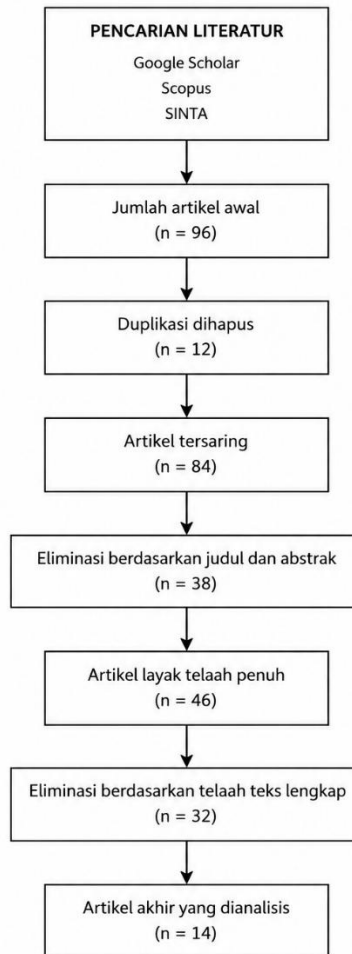 PENCARIAN LITERATUR
Google Scholar
Scopus
SINTA
Jumlah artikel awal
(n = 96)
Duplikasi dihapus
(n = 12)
Artikel tersaring
(n = 84)
Eliminasi berdasarkan judul dan abstrak
(n = 38)
Artikel layak telaah penuh
(n = 46)
Eliminasi berdasarkan telaah teks lengkap
(n = 32)
Artikel akhir yang dianalisis
(n = 14)